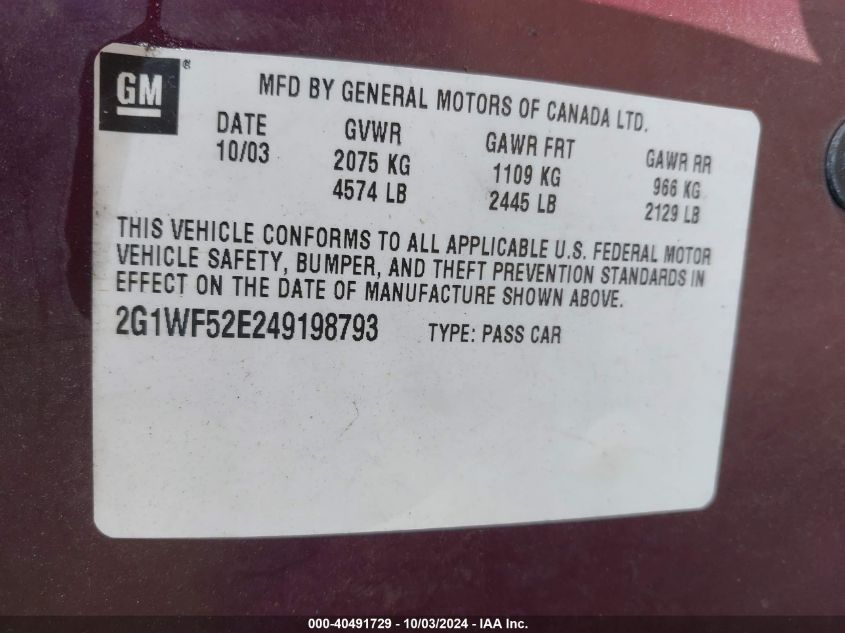 GM ®
MFD BY GENERAL MOTORS OF CANADA LTD.
DATE GVWR GAWR FRT GAWR RR
10/03 2075 KG 1109 KG 966 KG
4574 LB 2445 LB 2129 LB
THIS VEHICLE CONFORMS TO ALL APPLICABLE U.S. FEDERAL MOTOR
VEHICLE SAFETY, BUMPER, AND THEFT PREVENTION STANDARDS IN
EFFECT ON THE DATE OF MANUFACTURE SHOWN ABOVE.
2G1WF52E249198793 TYPE: PASS CAR
000-40491729 - 10/03/2024 - IAA Inc.